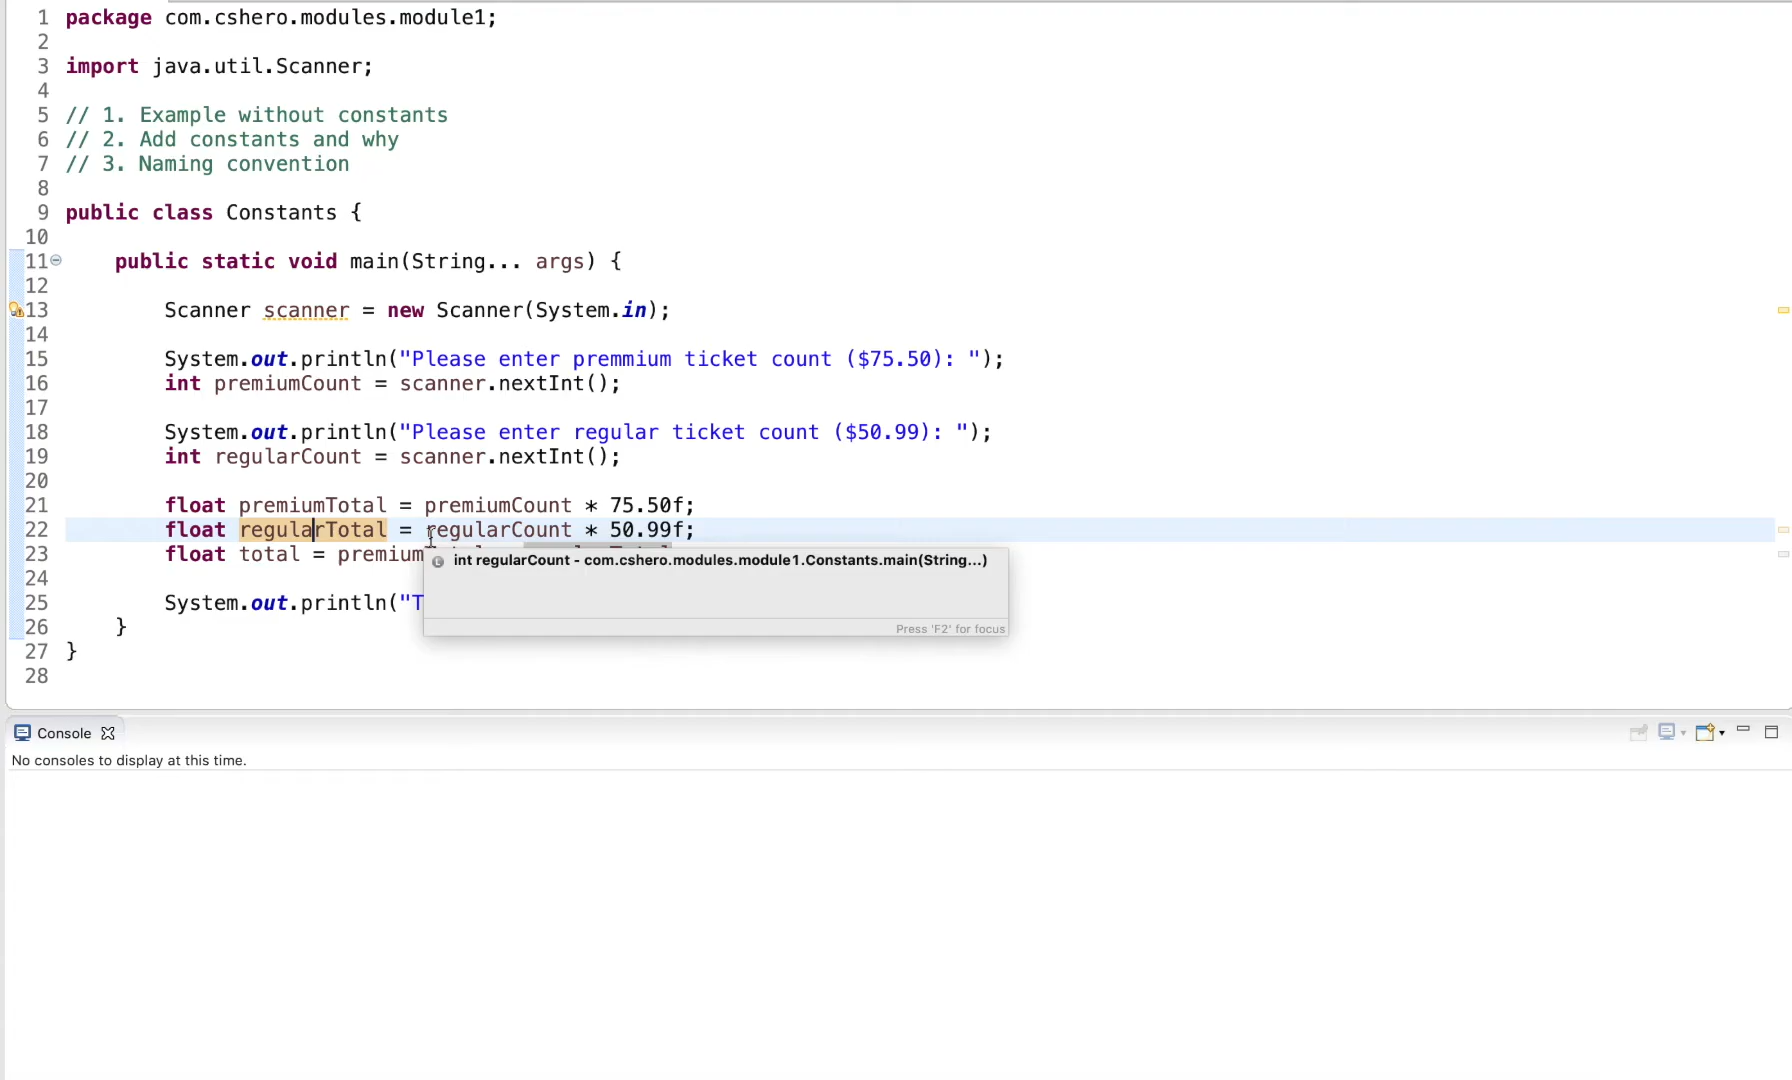 1 package com.cshero.modules.module1;
2
3 import java.util.Scanner;
4
5 // 1. Example without constants
6 // 2. Add constants and why
7 // 3. Naming convention
8
9 public class Constants {
10
11 public static void main(String... args) {
12
13 Scanner scanner = new Scanner(System.in);
14
15 System.out.println("Please enter premmium ticket count ($75.50): ");
16 int premiumCount = scanner.nextInt();
17
18 System.out.println("Please enter regular ticket count ($50.99): ");
19 int regularCount = scanner.nextInt();
20
21 float premiumTotal = premiumCount * 75.50f;
22 float regularTotal = regularCount * 50.99f;
23 float total = premium
int regularCount - com.cshero.modules.module1.Constants.main(String...)
24
25 System.out.println("T
Press 'F2' for focus
26 }
27 }
28
Console
No consoles to display at this time.